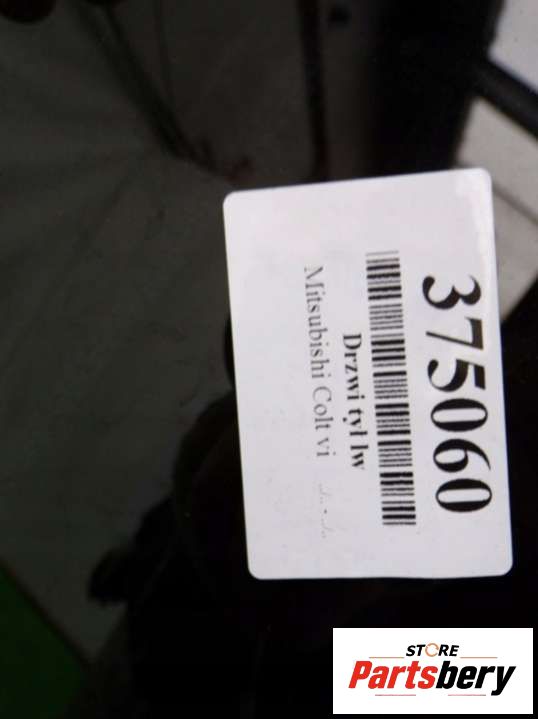 375060
Drzwi tył lw
Mitsubishi Colt vi ../.. - ../..
STORE
Partsbery